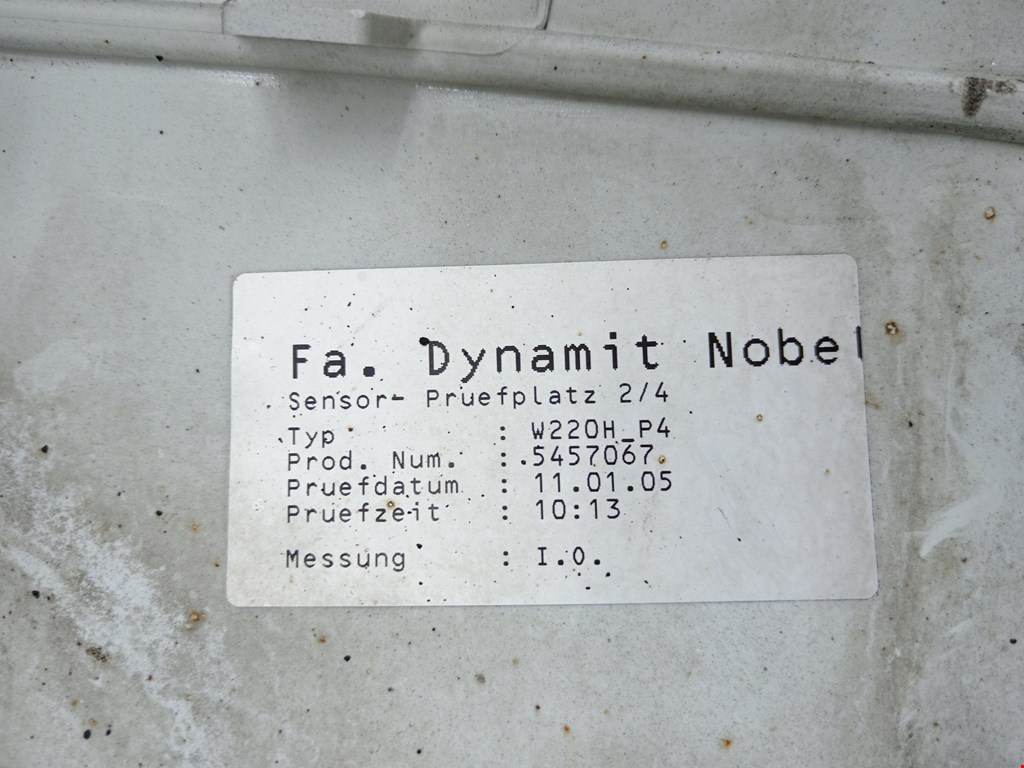 Fa. Dynamit Nobel
Sensor- Pruefplatz 2/4
Typ : W220H_P4
Prod. Num. : 5457067
Pruefdatum : 11.01.05
Pruefzeit : 10:13
Messung : I.O.